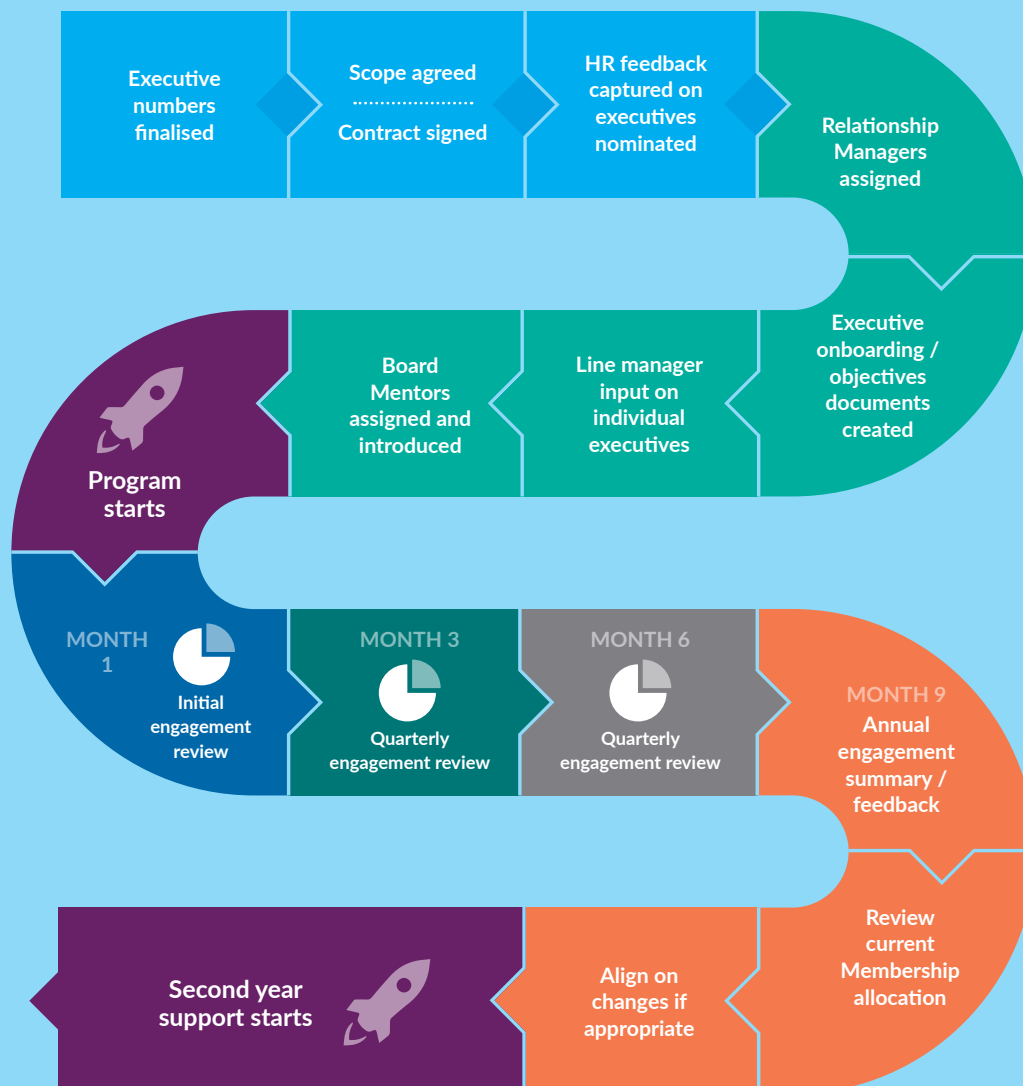 Executive
numbers
finalised
Scope agreed
Contract signed
HR feedback
captured on
executives
nominated
Relationship
Managers
assigned
Executive
onboarding /
objectives
documents
created
Line manager
input on
individual
executives
Board
Mentors
assigned and
introduced
Program
starts
MONTH
1
Initial
engagement
review
MONTH 3
Quarterly
engagement review
MONTH 6
Quarterly
engagement review
MONTH 9
Annual
engagement
summary /
feedback
Review
current
Membership
allocation
Align on
changes if
appropriate
Second year
support starts